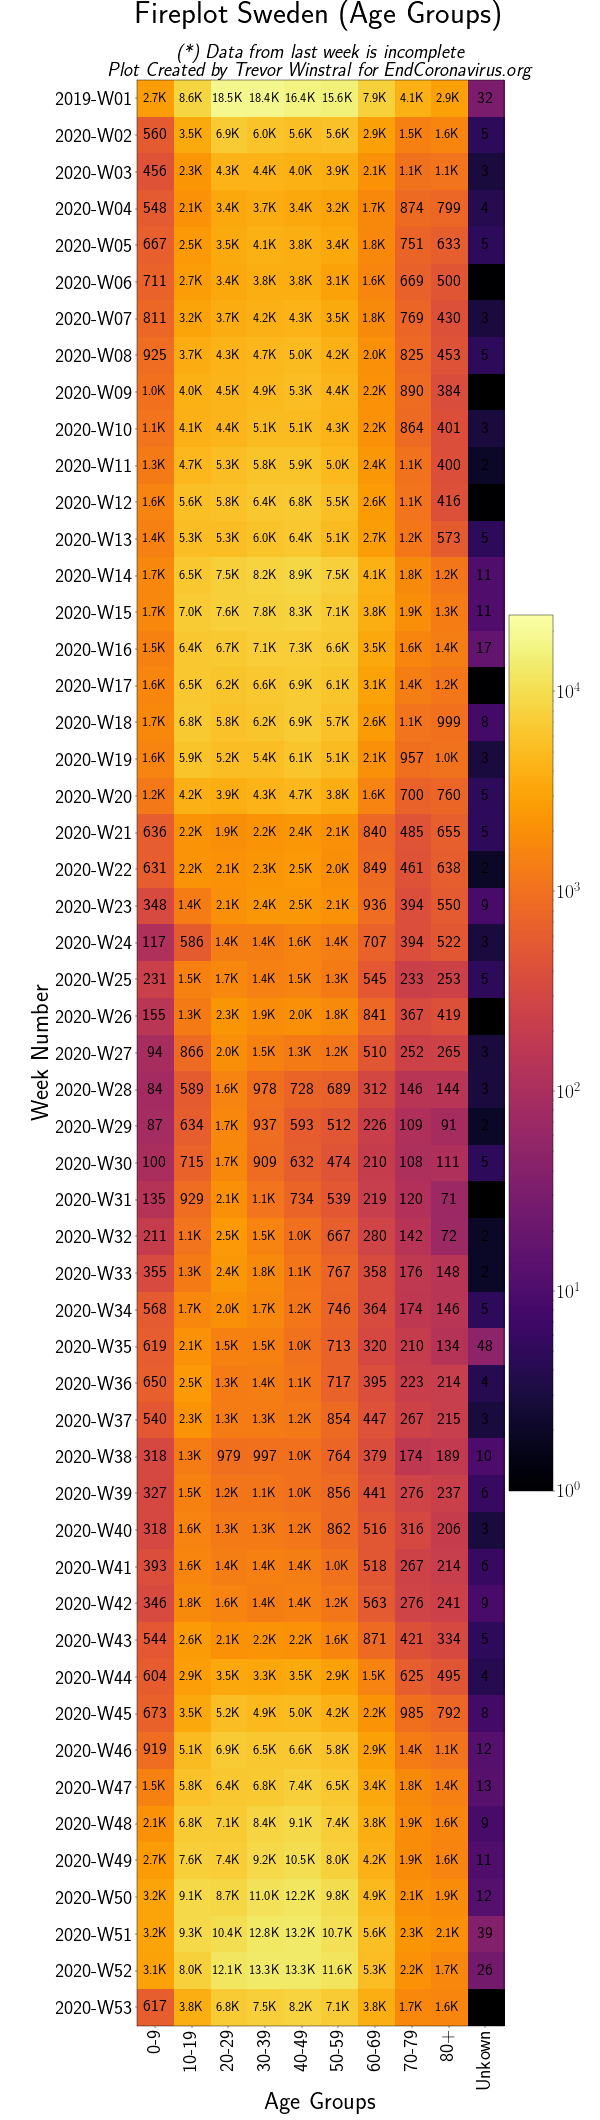 Fireplot Sweden (Age Groups)
(*) Data from last week is incomplete
Plot Created by Trevor Winstral for EndCoronavirus.org
2019-W01 2.7K 8.6K 18.5K 18.4K 16.4K 15.6K 7.9K 4.1K 2.9K 32
2020-W02 560 3.5K 6.9K 6.0K 5.6K 5.6K 2.9K 1.5K 1.6K 5
2020-W03 456 2.3K 4.3K 4.4K 4.0K 3.9K 2.1K 1.1K 1.1K 3
2020-W04 548 2.1K 3.4K 3.7K 3.4K 3.2K 1.7K 874 799 4
2020-W05 667 2.5K 3.5K 4.1K 3.8K 3.4K 1.8K 751 633 5
2020-W06 711 2.7K 3.4K 3.8K 3.8K 3.1K 1.6K 669 500
2020-W07 811 3.2K 3.7K 4.2K 4.3K 3.5K 1.8K 769 430 3
2020-W08 925 3.7K 4.3K 4.7K 5.0K 4.2K 2.0K 825 453 5
2020-W09 1.0K 4.0K 4.5K 4.9K 5.3K 4.4K 2.2K 890 384
2020-W10 1.1K 4.1K 4.4K 5.1K 5.1K 4.3K 2.2K 864 401 3
2020-W11 1.3K 4.7K 5.3K 5.8K 5.9K 5.0K 2.4K 1.1K 400 2
2020-W12 1.6K 5.6K 5.8K 6.4K 6.8K 5.5K 2.6K 1.1K 416
2020-W13 1.4K 5.3K 5.3K 6.0K 6.4K 5.1K 2.7K 1.2K 573 5
2020-W14 1.7K 6.5K 7.5K 8.2K 8.9K 7.5K 4.1K 1.8K 1.2K 11
2020-W15 1.7K 7.0K 7.6K 7.8K 8.3K 7.1K 3.8K 1.9K 1.3K 11
2020-W16 1.5K 6.4K 6.7K 7.1K 7.3K 6.6K 3.5K 1.6K 1.4K 17
2020-W17 1.6K 6.5K 6.2K 6.6K 6.9K 6.1K 3.1K 1.4K 1.2K
2020-W18 1.7K 6.8K 5.8K 6.2K 6.9K 5.7K 2.6K 1.1K 999 8
2020-W19 1.6K 5.9K 5.2K 5.4K 6.1K 5.1K 2.1K 957 1.0K 3
2020-W20 1.2K 4.2K 3.9K 4.3K 4.7K 3.8K 1.6K 700 760 5
2020-W21 636 2.2K 1.9K 2.2K 2.4K 2.1K 840 485 655 5
2020-W22 631 2.2K 2.1K 2.3K 2.5K 2.0K 849 461 638 2
2020-W23 348 1.4K 2.1K 2.4K 2.5K 2.1K 936 394 550 9
2020-W24 117 586 1.4K 1.4K 1.6K 1.4K 707 394 522 3
2020-W25 231 1.5K 1.7K 1.4K 1.5K 1.3K 545 233 253 5
2020-W26 155 1.3K 2.3K 1.9K 2.0K 1.8K 841 367 419
2020-W27 94 866 2.0K 1.5K 1.3K 1.2K 510 252 265 3
2020-W28 84 589 1.6K 978 728 689 312 146 144 3
2020-W29 87 634 1.7K 937 593 512 226 109 91 2
2020-W30 100 715 1.7K 909 632 474 210 108 111 5
2020-W31 135 929 2.1K 1.1K 734 539 219 120 71
2020-W32 211 1.1K 2.5K 1.5K 1.0K 667 280 142 72 2
2020-W33 355 1.3K 2.4K 1.8K 1.1K 767 358 176 148 2
2020-W34 568 1.7K 2.0K 1.7K 1.2K 746 364 174 146 5
2020-W35 619 2.1K 1.5K 1.5K 1.0K 713 320 210 134 48
2020-W36 650 2.5K 1.3K 1.4K 1.1K 717 395 223 214 4
2020-W37 540 2.3K 1.3K 1.3K 1.2K 854 447 267 215 3
2020-W38 318 1.3K 979 997 1.0K 764 379 174 189 10
2020-W39 327 1.5K 1.2K 1.1K 1.0K 856 441 276 237 6
2020-W40 318 1.6K 1.3K 1.3K 1.2K 862 516 316 206 3
2020-W41 393 1.6K 1.4K 1.4K 1.4K 1.0K 518 267 214 6
2020-W42 346 1.8K 1.6K 1.4K 1.4K 1.2K 563 276 241 9
2020-W43 544 2.6K 2.1K 2.2K 2.2K 1.6K 871 421 334 5
2020-W44 604 2.9K 3.5K 3.3K 3.5K 2.9K 1.5K 625 495 4
2020-W45 673 3.5K 5.2K 4.9K 5.0K 4.2K 2.2K 985 792 8
2020-W46 919 5.1K 6.9K 6.5K 6.6K 5.8K 2.9K 1.4K 1.1K 12
2020-W47 1.5K 5.8K 6.4K 6.8K 7.4K 6.5K 3.4K 1.8K 1.4K 13
2020-W48 2.1K 6.8K 7.1K 8.4K 9.1K 7.4K 3.8K 1.9K 1.6K 9
2020-W49 2.7K 7.6K 7.4K 9.2K 10.5K 8.0K 4.2K 1.9K 1.6K 11
2020-W50 3.2K 9.1K 8.7K 11.0K 12.2K 9.8K 4.9K 2.1K 1.9K 12
2020-W51 3.2K 9.3K 10.4K 12.8K 13.2K 10.7K 5.6K 2.3K 2.1K 39
2020-W52 3.1K 8.0K 12.1K 13.3K 13.3K 11.6K 5.3K 2.2K 1.7K 26
2020-W53 617 3.8K 6.8K 7.5K 8.2K 7.1K 3.8K 1.7K 1.6K
0-9 10-19 20-29 30-39 40-49 50-59 60-69 70-79 80+ Unkown
Age Groups
Week Number
10^4
10^3
10^2
10^1
10^0